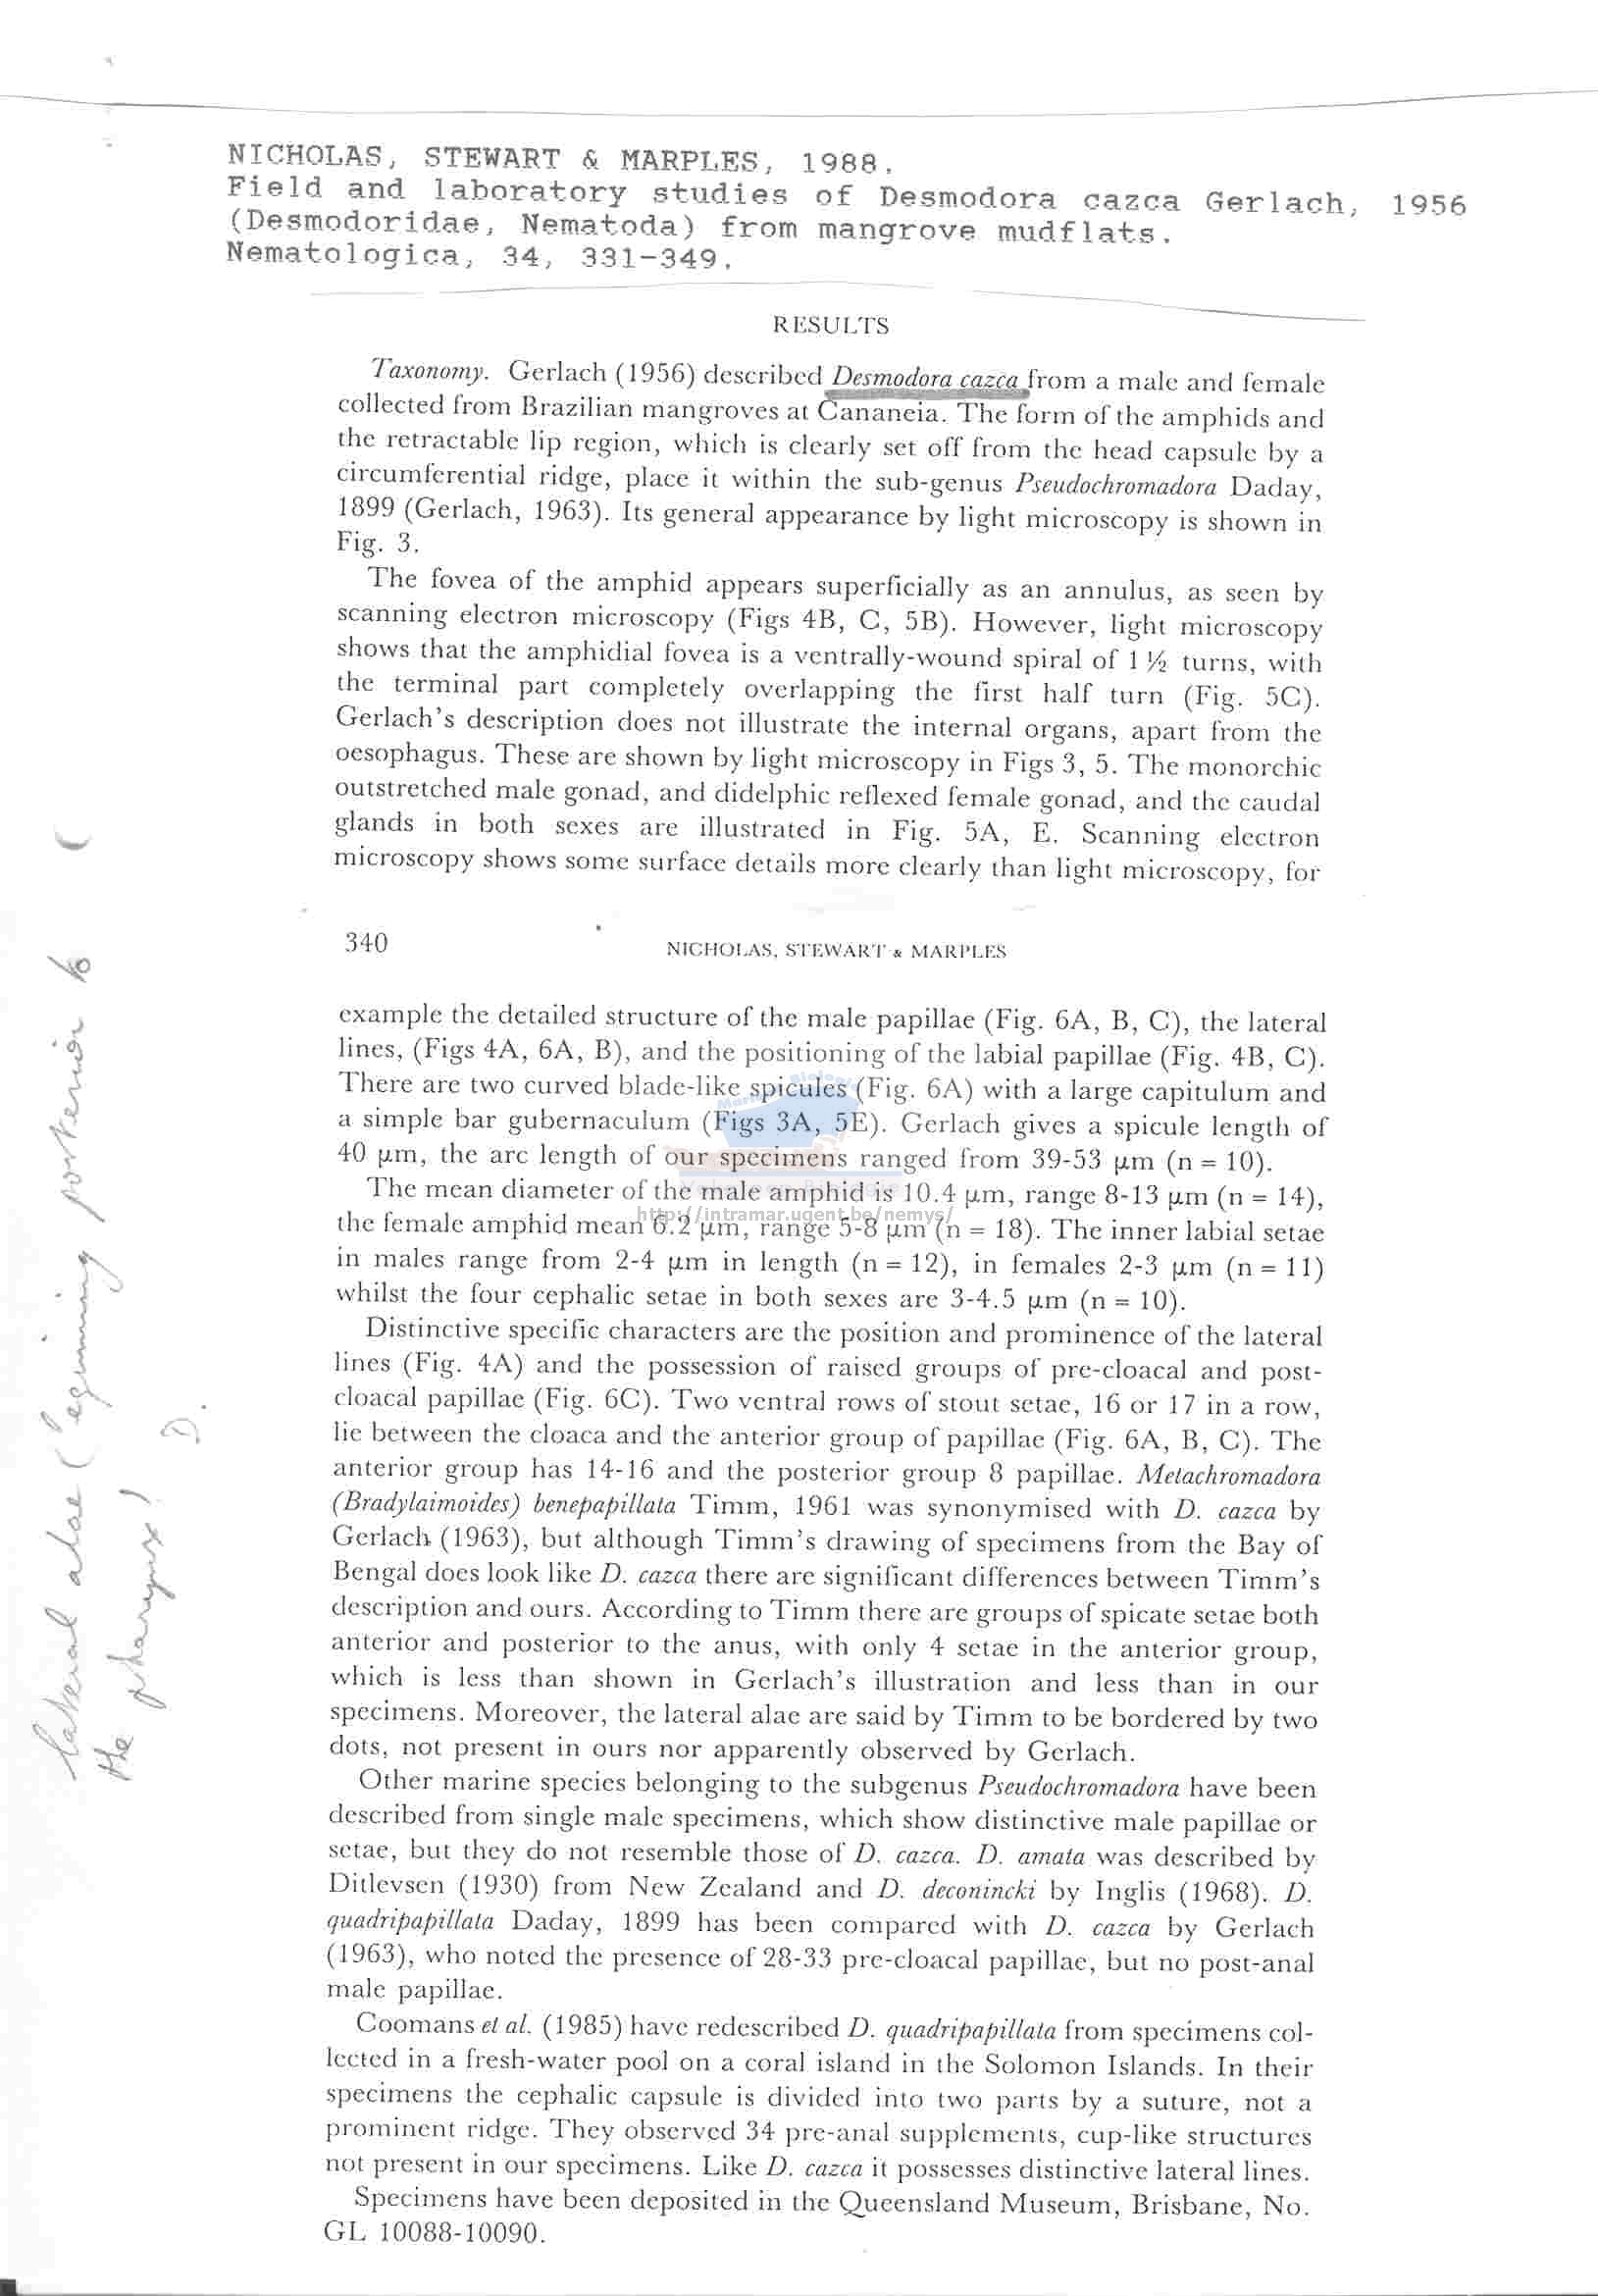 NICHOLAS, STEWART & MARPLES, 1988.
Field and laboratory studies of Desmodora cazca Gerlach, 1956
(Desmodoridae, Nematoda) from mangrove mudflats.
Nematologica, 34, 331-349.
RESULTS
Taxonomy. Gerlach (1956) described Desmodora cazca from a male and female
collected from Brazilian mangroves at Cananeia. The form of the amphids and
the retractable lip region, which is clearly set off from the head capsule by a
circumferential ridge, place it within the sub-genus Pseudochromadora Daday,
1899 (Gerlach, 1963). Its general appearance by light microscopy is shown in
Fig. 3.
The fovea of the amphid appears superficially as an annulus, as seen by
scanning electron microscopy (Figs 4B, C, 5B). However, light microscopy
shows that the amphidial fovea is a ventrally-wound spiral of 1 ½ turns, with
the terminal part completely overlapping the first half turn (Fig. 5C).
Gerlach's description does not illustrate the internal organs, apart from the
oesophagus. These are shown by light microscopy in Figs 3, 5. The monorchic
outstretched male gonad, and didelphic reflexed female gonad, and the caudal
glands in both sexes are illustrated in Fig. 5A, E. Scanning electron
microscopy shows some surface details more clearly than light microscopy, for
340
NICHOLAS, STEWART & MARPLES
example the detailed structure of the male papillae (Fig. 6A, B, C), the lateral
lines, (Figs 4A, 6A, B), and the positioning of the labial papillae (Fig. 4B, C).
There are two curved blade-like spicules (Fig. 6A) with a large capitulum and
a simple bar gubernaculum (Figs 3A, 5E). Gerlach gives a spicule length of
40 µm, the arc length of our specimens ranged from 39-53 µm (n = 10).
The mean diameter of the male amphid is 10.4 µm, range 8-13 µm (n = 14),
http://intramar.ugent.be/nemys/
the female amphid mean 6.2 µm, range 5-8 µm (n = 18). The inner labial setae
in males range from 2-4 µm in length (n = 12), in females 2-3 µm (n = 11)
whilst the four cephalic setae in both sexes are 3-4.5 µm (n = 10).
Distinctive specific characters are the position and prominence of the lateral
lines (Fig. 4A) and the possession of raised groups of pre-cloacal and post-
cloacal papillae (Fig. 6C). Two ventral rows of stout setae, 16 or 17 in a row,
lie between the cloaca and the anterior group of papillae (Fig. 6A, B, C). The
anterior group has 14-16 and the posterior group 8 papillae. Metachromadora
(Bradylaimoides) benepapillata Timm, 1961 was synonymised with D. cazca by
Gerlach (1963), but although Timm's drawing of specimens from the Bay of
Bengal does look like D. cazca there are significant differences between Timm's
description and ours. According to Timm there are groups of spicate setae both
anterior and posterior to the anus, with only 4 setae in the anterior group,
which is less than shown in Gerlach's illustration and less than in our
specimens. Moreover, the lateral alae are said by Timm to be bordered by two
dots, not present in ours nor apparently observed by Gerlach.
Other marine species belonging to the subgenus Pseudochromadora have been
described from single male specimens, which show distinctive male papillae or
setae, but they do not resemble those of D. cazca. D. amata was described by
Ditlevsen (1930) from New Zealand and D. deconincki by Inglis (1968). D.
quadripapillata Daday, 1899 has been compared with D. cazca by Gerlach
(1963), who noted the presence of 28-33 pre-cloacal papillae, but no post-anal
male papillae.
Coomans et al. (1985) have redescribed D. quadripapillata from specimens col-
lected in a fresh-water pool on a coral island in the Solomon Islands. In their
specimens the cephalic capsule is divided into two parts by a suture, not a
prominent ridge. They observed 34 pre-anal supplements, cup-like structures
not present in our specimens. Like D. cazca it possesses distinctive lateral lines.
Specimens have been deposited in the Queensland Museum, Brisbane, No.
GL 10088-10090.
lateral alae (beginning posterior to
the pharynx! D.